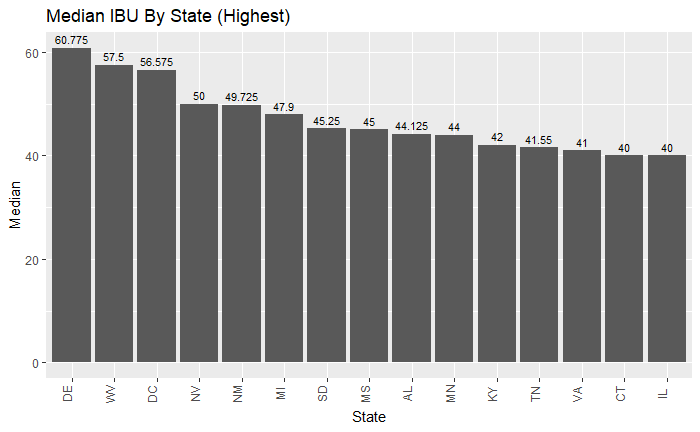 Median IBU By State (Highest)
60.775
57.5
56.575
50
49.725
47.9
45.25
45
44.125
44
42
41.55
41
40
40
60
40
20
0
Median
DE
WV
DC
NV
NM
MI
SD
MS
AL
MN
KY
TN
VA
CT
IL
State